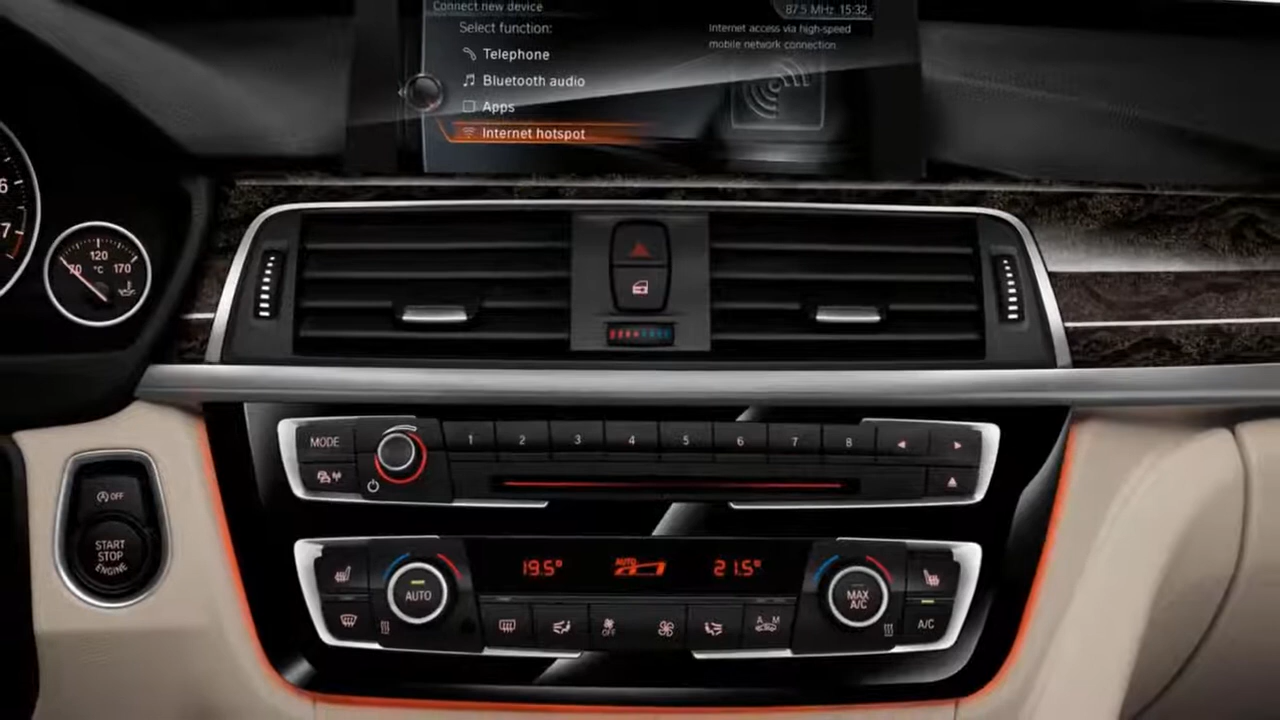 Connect new device
87.5 MHz 15:32
Select function:
Telephone
Bluetooth audio
Apps
Internet hotspot
Internet access via high-speed
mobile network connection.
6
7
120
70 °C 170
MODE
1 2 3 4 5 6 7 8
OFF
START
STOP
ENGINE
19.5°
AUTO
21.5°
AUTO
MAX
A/C
OFF
A M
A/C